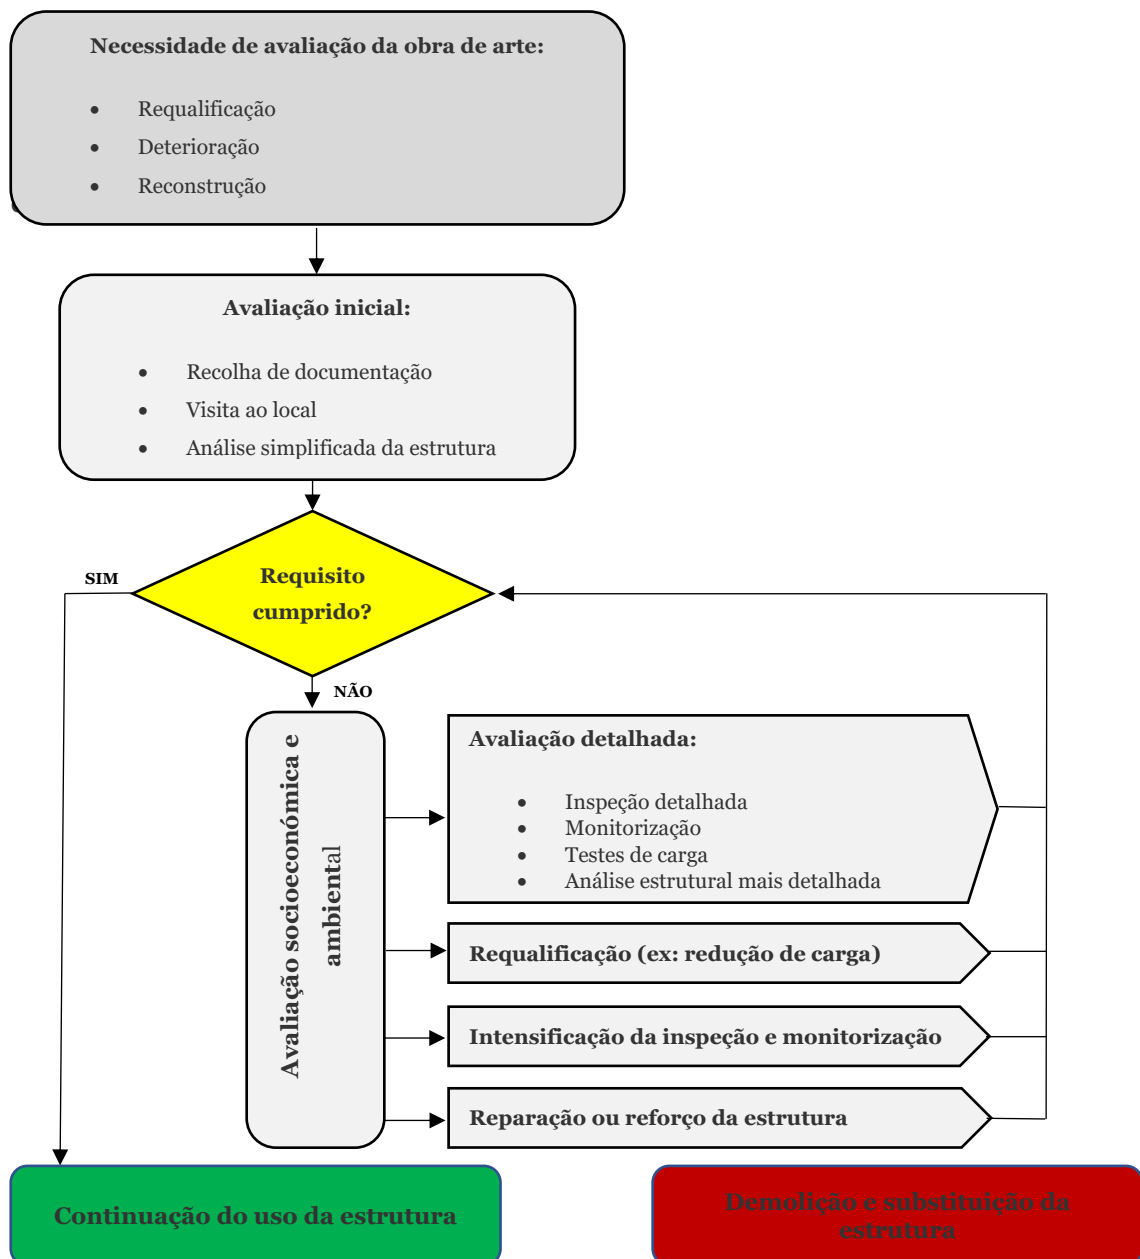 Necessidade de avaliação da obra de arte:
• Requalificação
• Deterioração
• Reconstrução
Avaliação inicial:
• Recolha de documentação
• Visita ao local
• Análise simplificada da estrutura
Requisito
cumprido?
SIM
NÃO
Avaliação socioeconómica e
ambiental
Avaliação detalhada:
• Inspeção detalhada
• Monitorização
• Testes de carga
• Análise estrutural mais detalhada
Requalificação (ex: redução de carga)
Intensificação da inspeção e monitorização
Reparação ou reforço da estrutura
Continuação do uso da estrutura
Demolição e substituição da
estrutura